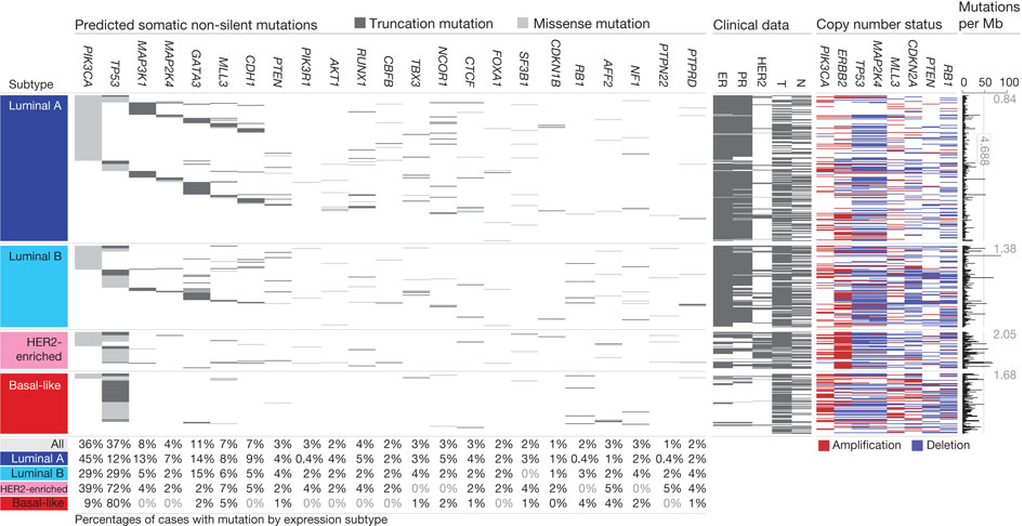 Predicted somatic non-silent mutations
Truncation mutation
Missense mutation
Clinical data
Copy number status
Mutations
per Mb
Subtype
PIK3CA TP53 MAP3K1 MAP2K4 GATA3 MLL3 CDH1 PTEN PIK3R1 AKT1 RUNX1 CBFB TBX3 NCOR1 CTCF FOXA1 SF3B1 CDKN1B RB1 AFF2 NF1 PTPN22 PTPRD
ER PR HER2 T N
PIK3CA ERBB2 TP53 MAP2K4 MLL3 CDKN2A PTEN RB1
0 50 100
Luminal A
0.84
4.688
Luminal B
1.38
HER2-
enriched
2.05
Basal-like
1.68
All 36% 37% 8% 4% 11% 7% 7% 3% 3% 2% 4% 2% 3% 3% 3% 2% 2% 1% 2% 3% 3% 1% 2%
Luminal A 45% 12% 13% 7% 14% 8% 9% 4% 0.4% 4% 5% 2% 3% 5% 4% 2% 3% 1% 0.4% 1% 2% 0.4% 2%
Luminal B 29% 29% 5% 2% 15% 6% 5% 4% 2% 2% 4% 2% 4% 2% 2% 2% 0% 1% 3% 2% 4% 2% 4%
HER2-enriched 39% 72% 4% 2% 2% 7% 5% 2% 4% 2% 4% 2% 0% 0% 2% 2% 4% 2% 0% 5% 2% 5% 4%
Basal-like 9% 80% 0% 0% 2% 5% 0% 1% 0% 0% 0% 0% 1% 2% 1% 0% 1% 0% 4% 4% 2% 0% 1%
Amplification
Deletion
Percentages of cases with mutation by expression subtype